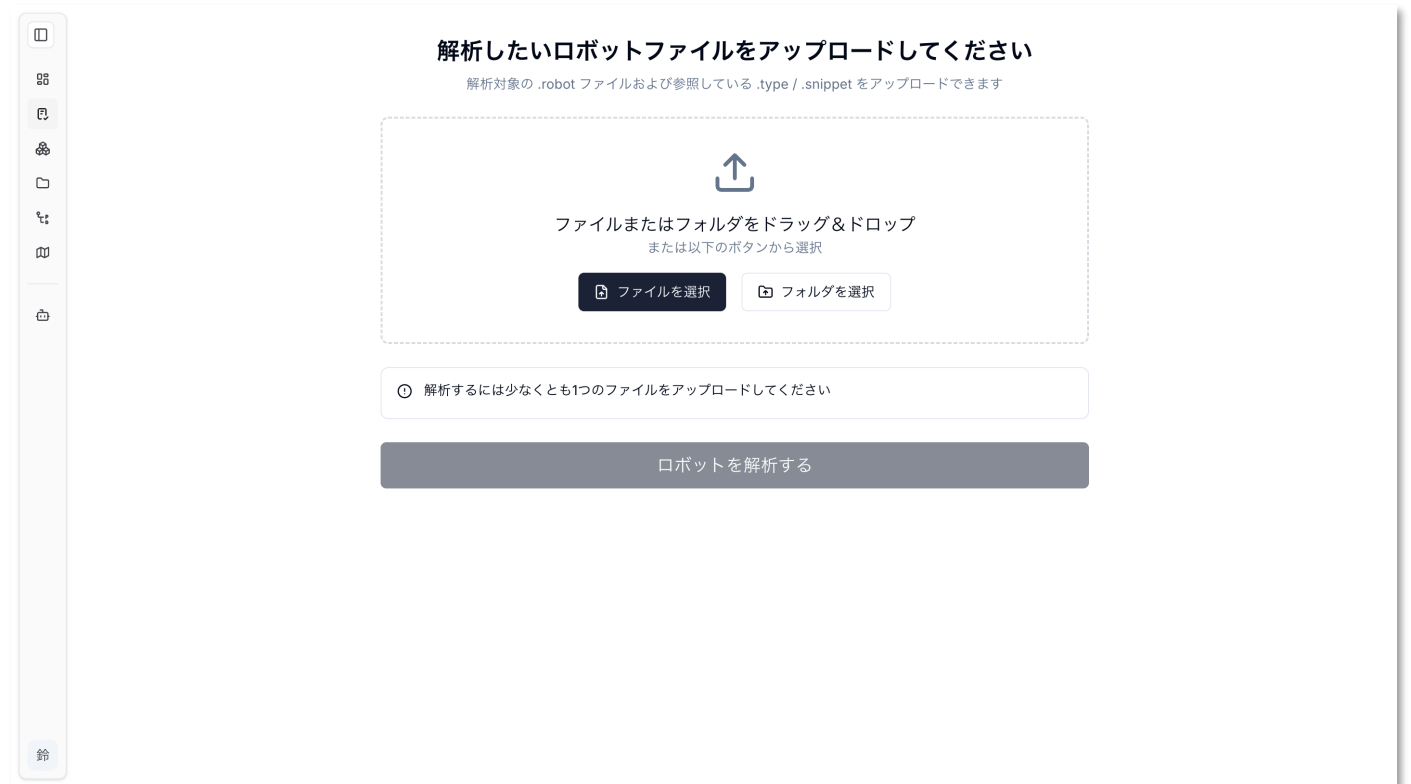 解析したいロボットファイルをアップロードしてください
解析対象の .robot ファイルおよび参照している .type / .snippet をアップロードできます
ファイルまたはフォルダをドラッグ＆ドロップ
または以下のボタンから選択
ファイルを選択
フォルダを選択
解析するには少なくとも1つのファイルをアップロードしてください
ロボットを解析する
鈴